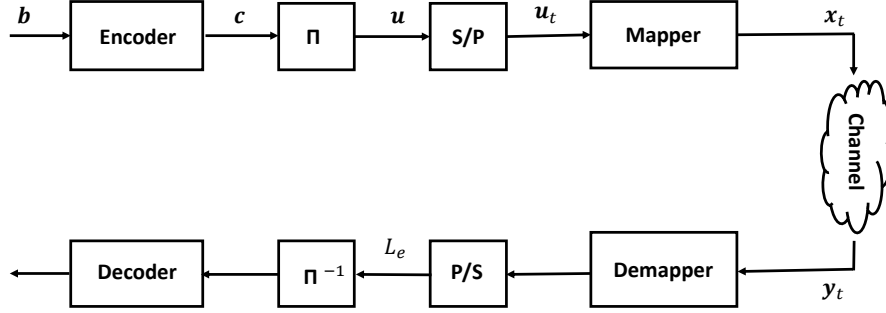 b
Encoder
c
Π
u
S/P
u_t
Mapper
x_t
Channel
y_t
Demapper
P/S
L_e
Π⁻¹
Decoder